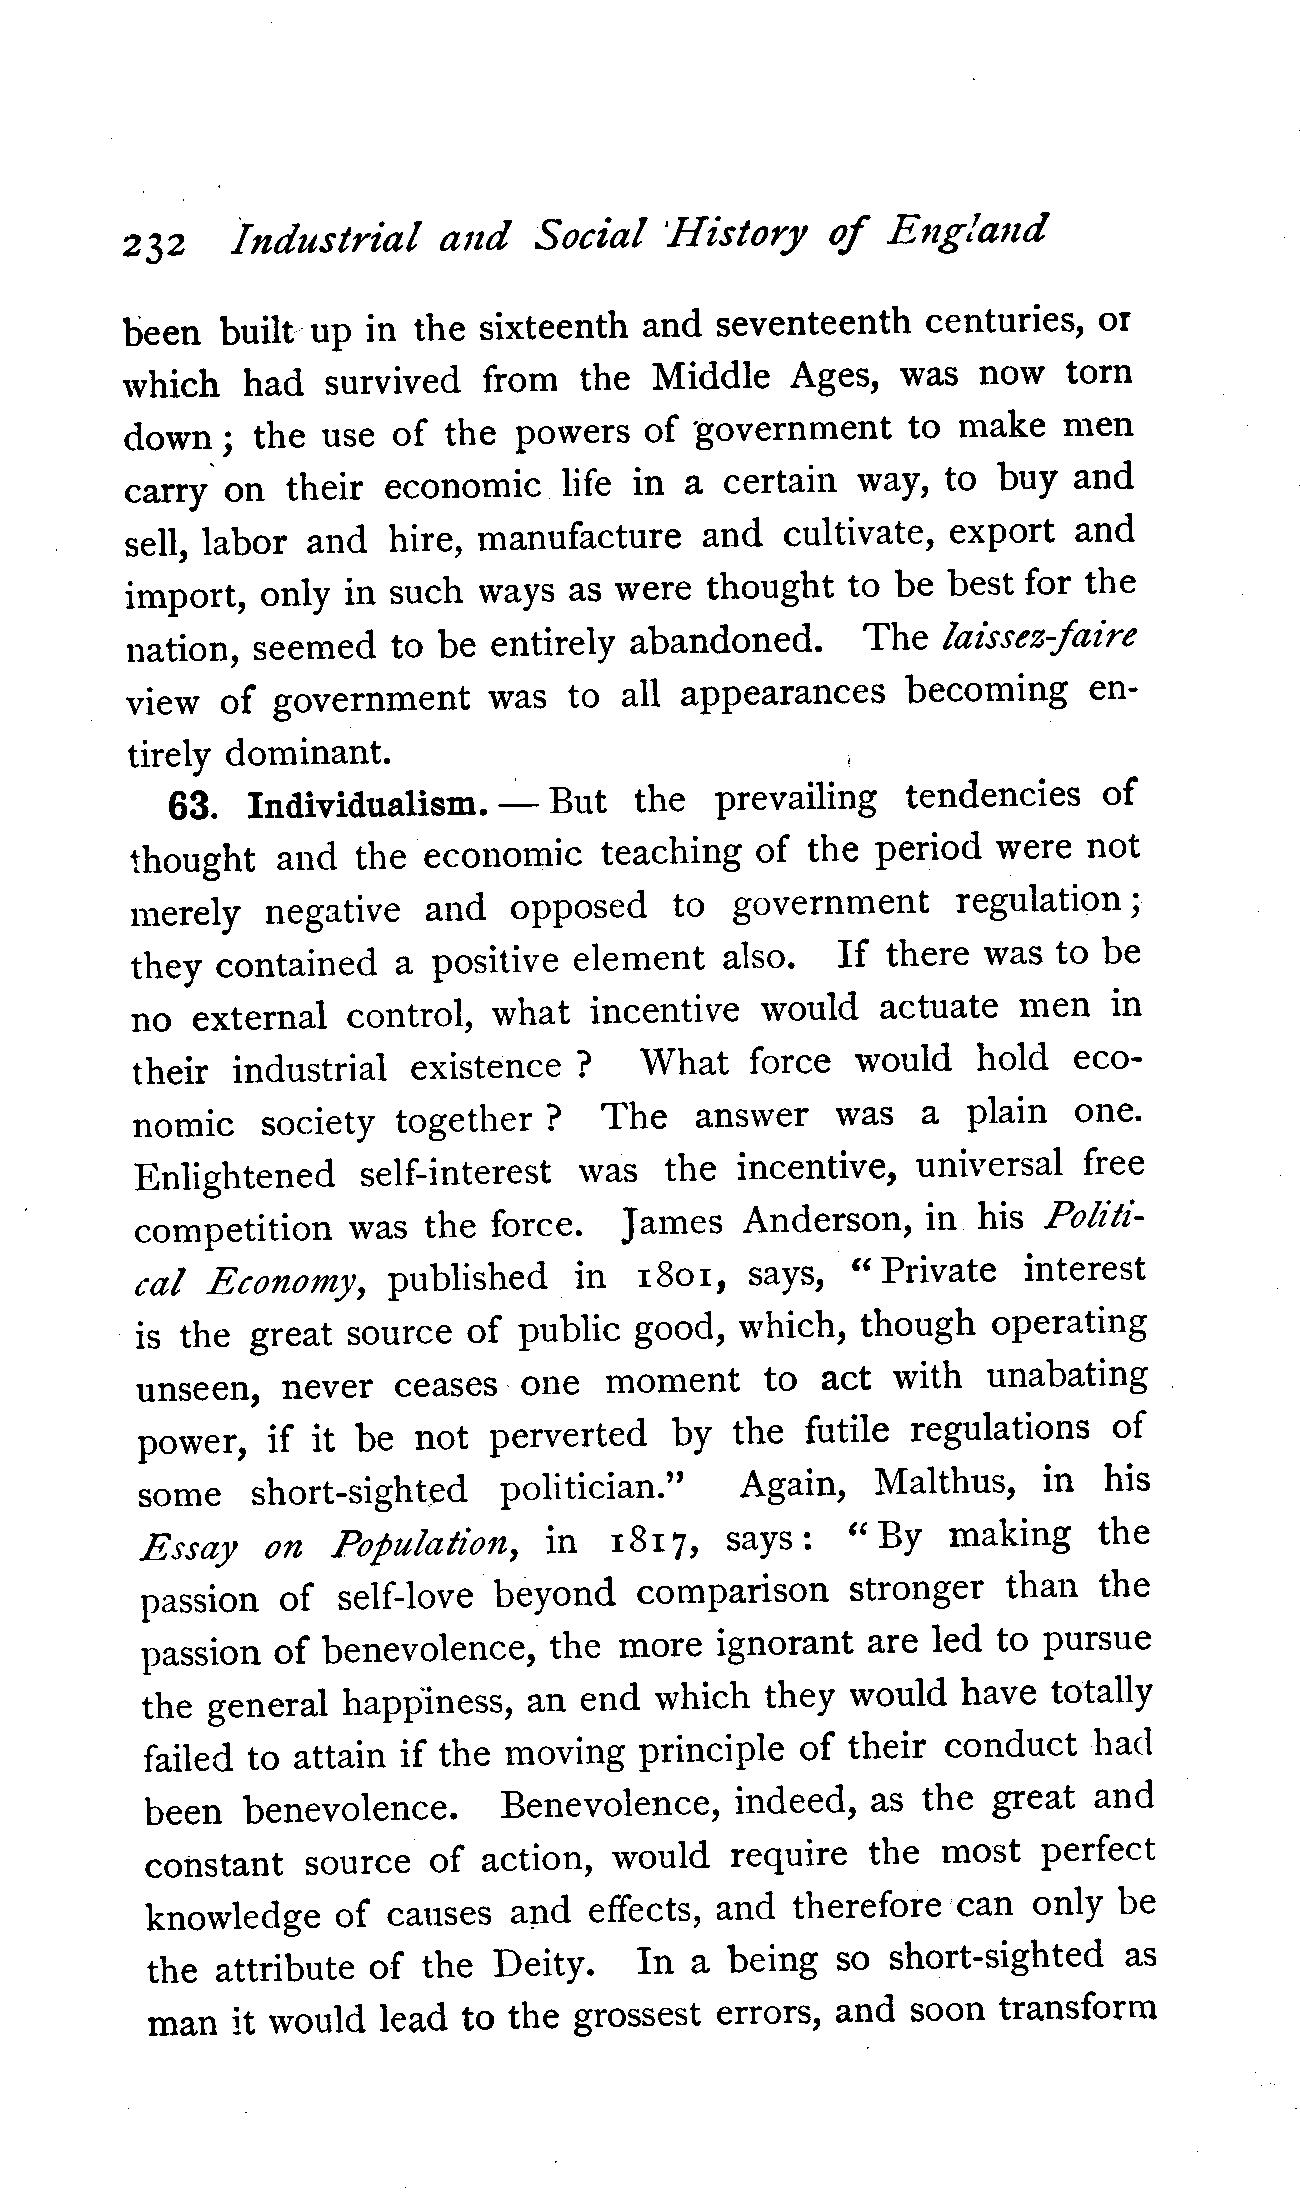 232 Industrial and Social History of England
been built up in the sixteenth and seventeenth centuries, or
which had survived from the Middle Ages, was now torn
down ; the use of the powers of government to make men
carry on their economic life in a certain way, to buy and
sell, labor and hire, manufacture and cultivate, export and
import, only in such ways as were thought to be best for the
nation, seemed to be entirely abandoned. The laissez-faire
view of government was to all appearances becoming en-
tirely dominant.
63. Individualism. — But the prevailing tendencies of
thought and the economic teaching of the period were not
merely negative and opposed to government regulation ;
they contained a positive element also. If there was to be
no external control, what incentive would actuate men in
their industrial existence ? What force would hold eco-
nomic society together ? The answer was a plain one.
Enlightened self-interest was the incentive, universal free
competition was the force. James Anderson, in his Politi-
cal Economy, published in 1801, says, “ Private interest
is the great source of public good, which, though operating
unseen, never ceases one moment to act with unabating
power, if it be not perverted by the futile regulations of
some short-sighted politician.” Again, Malthus, in his
Essay on Population, in 1817, says : “ By making the
passion of self-love beyond comparison stronger than the
passion of benevolence, the more ignorant are led to pursue
the general happiness, an end which they would have totally
failed to attain if the moving principle of their conduct had
been benevolence. Benevolence, indeed, as the great and
constant source of action, would require the most perfect
knowledge of causes and effects, and therefore can only be
the attribute of the Deity. In a being so short-sighted as
man it would lead to the grossest errors, and soon transform